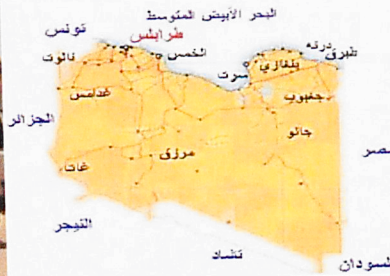 البحر الأبيض المتوسط
تونس
طرابلس
درنه
طبرق
نالوت
الخمس
بنغازي
سرت
غدامس
جغبوب
الجزائر
جالو
مصر
غات
مرزق
النيجر
تشاد
السودان